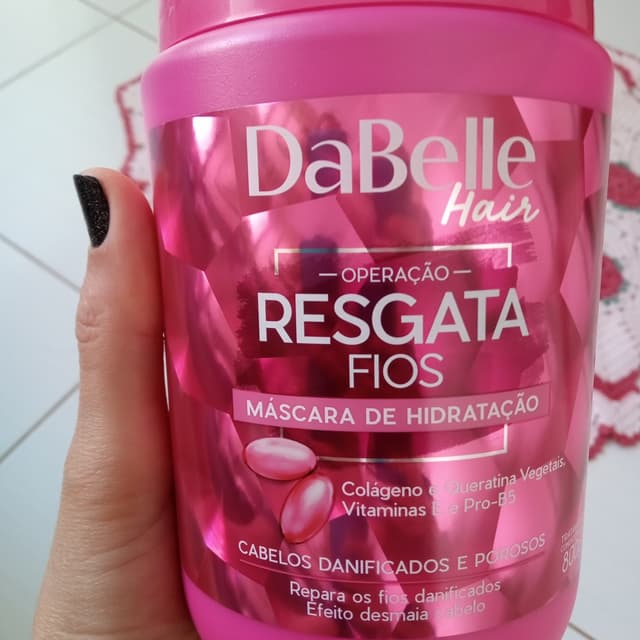 DaBelle
Hair
OPERAÇÃO
RESGATA
FIOS
MÁSCARA DE HIDRATAÇÃO
Colágeno e Queratina Vegetais,
Vitaminas E e Pro-B5
CABELOS DANIFICADOS E POROSOS
Repara os fios danificados
Efeito desmaia cabelo